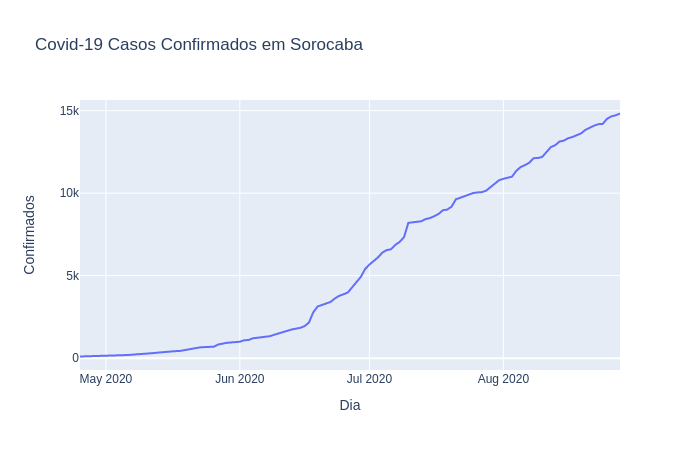 Covid-19 Casos Confirmados em Sorocaba
15k
10k
5k
0
Confirmados
May 2020
Jun 2020
Jul 2020
Aug 2020
Dia